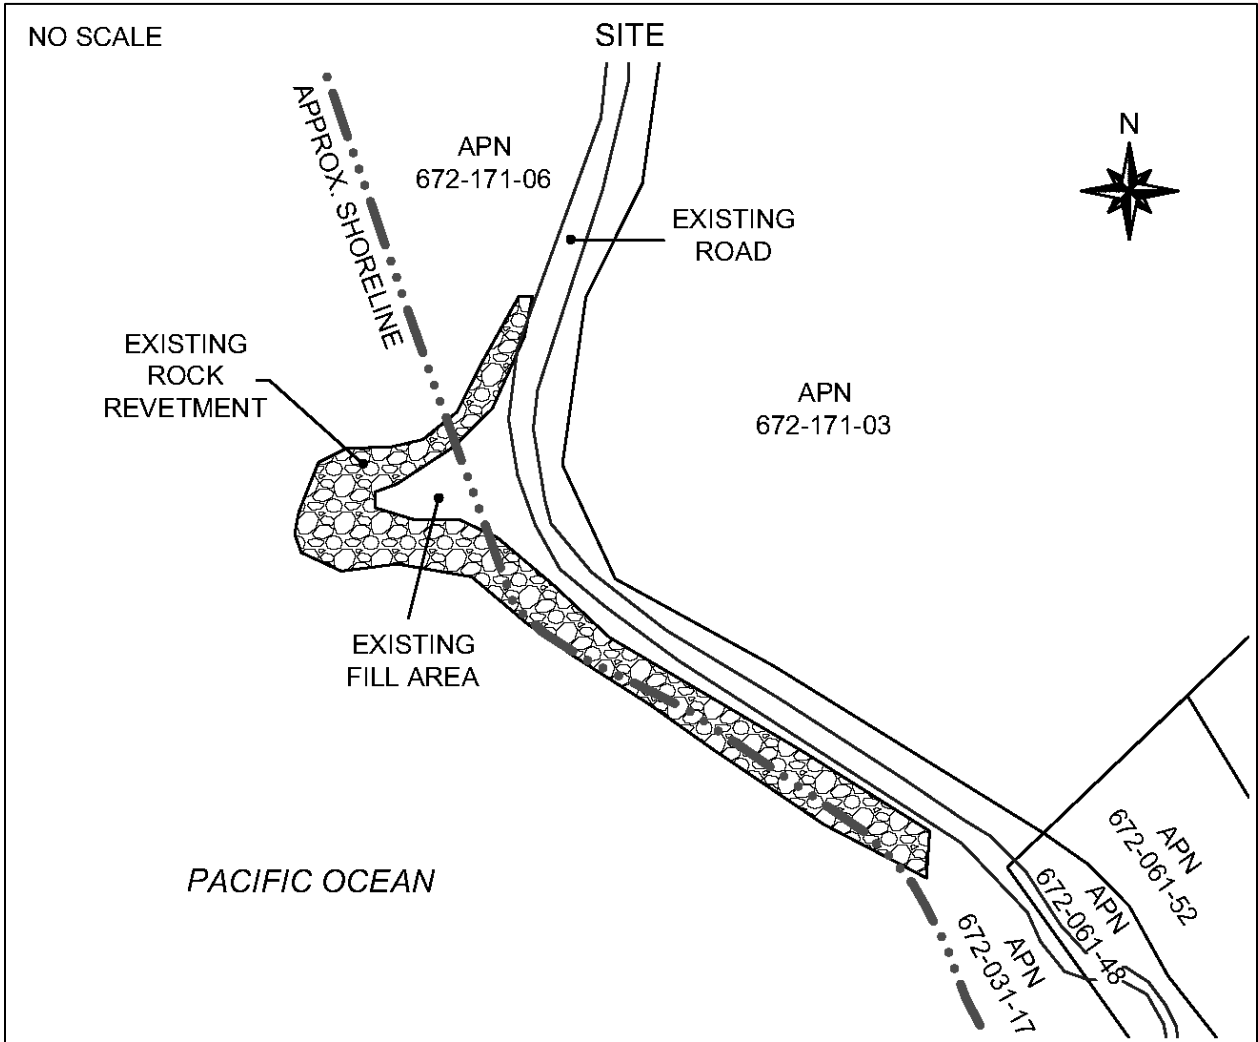 NO SCALE
SITE
N
APPROX. SHORELINE
APN
672-171-06
EXISTING
ROAD
EXISTING
ROCK
REVETMENT
APN
672-171-03
EXISTING
FILL AREA
PACIFIC OCEAN
APN
672-061-52
APN
672-061-48
APN
672-031-17